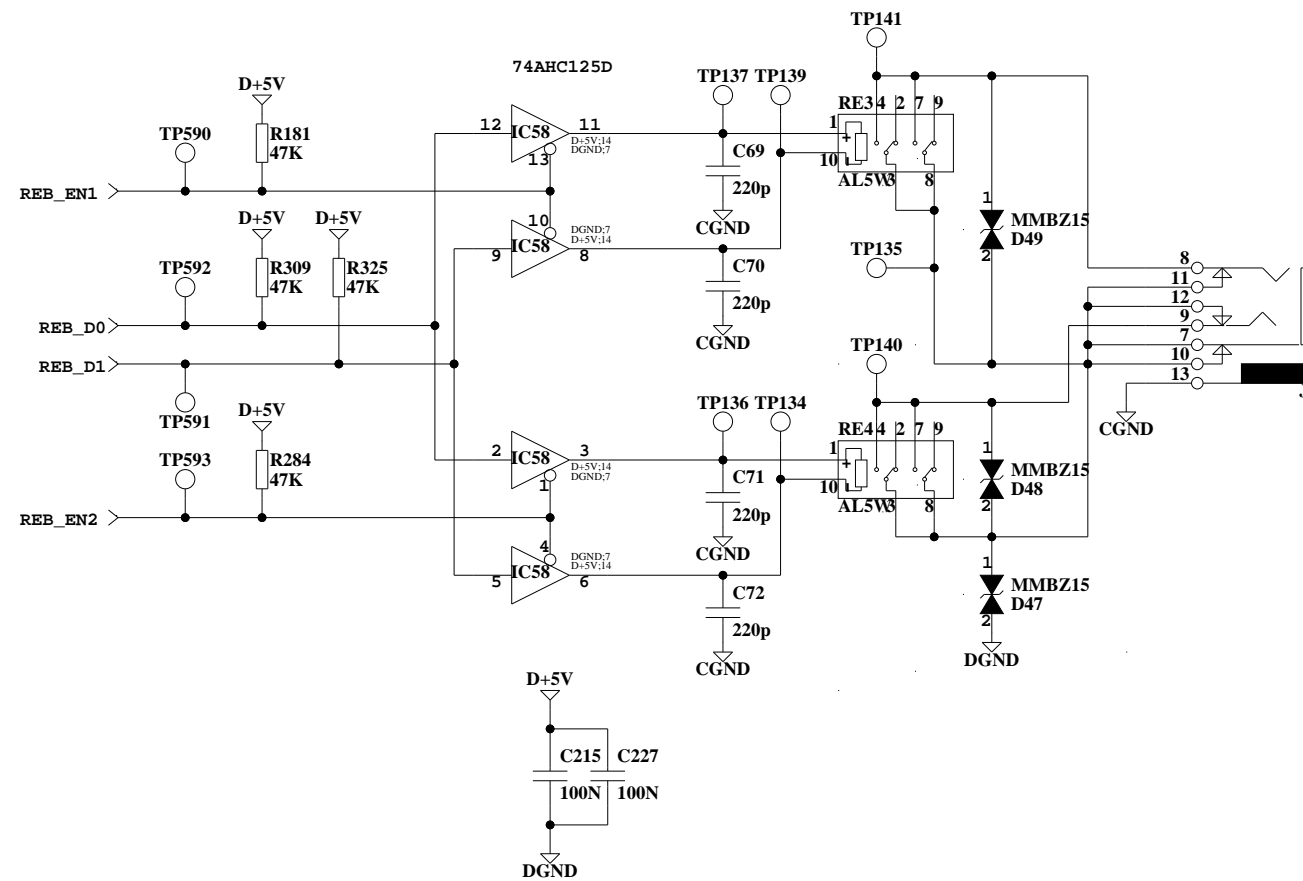 TP141
74AHC125D
TP137 TP139
D+5V
RE3 4 2 7 9
TP590
R181
47K
12 IC58 11
D+5V;14
DGND;7
13
1
+
C69
10
220p
AL5W 3 8
REB_EN1
CGND
1
MMBZ15
D49
2
D+5V D+5V
10
DGND;7
D+5V;14
9 IC58 8
TP592
R309
47K
R325
47K
C70
220p
CGND
TP135
8
11
12
9
7
10
13
REB_D0
REB_D1
TP140
CGND
TP591
D+5V
TP136 TP134
RE4 4 2 7 9
TP593
R284
47K
2 IC58 3
D+5V;14
DGND;7
1
1
+
C71
10
220p
AL5W 3 8
1
MMBZ15
D48
2
REB_EN2
CGND
4
DGND;7
D+5V;14
5 IC58 6
C72
220p
CGND
1
MMBZ15
D47
2
DGND
D+5V
C215 C227
100N 100N
DGND